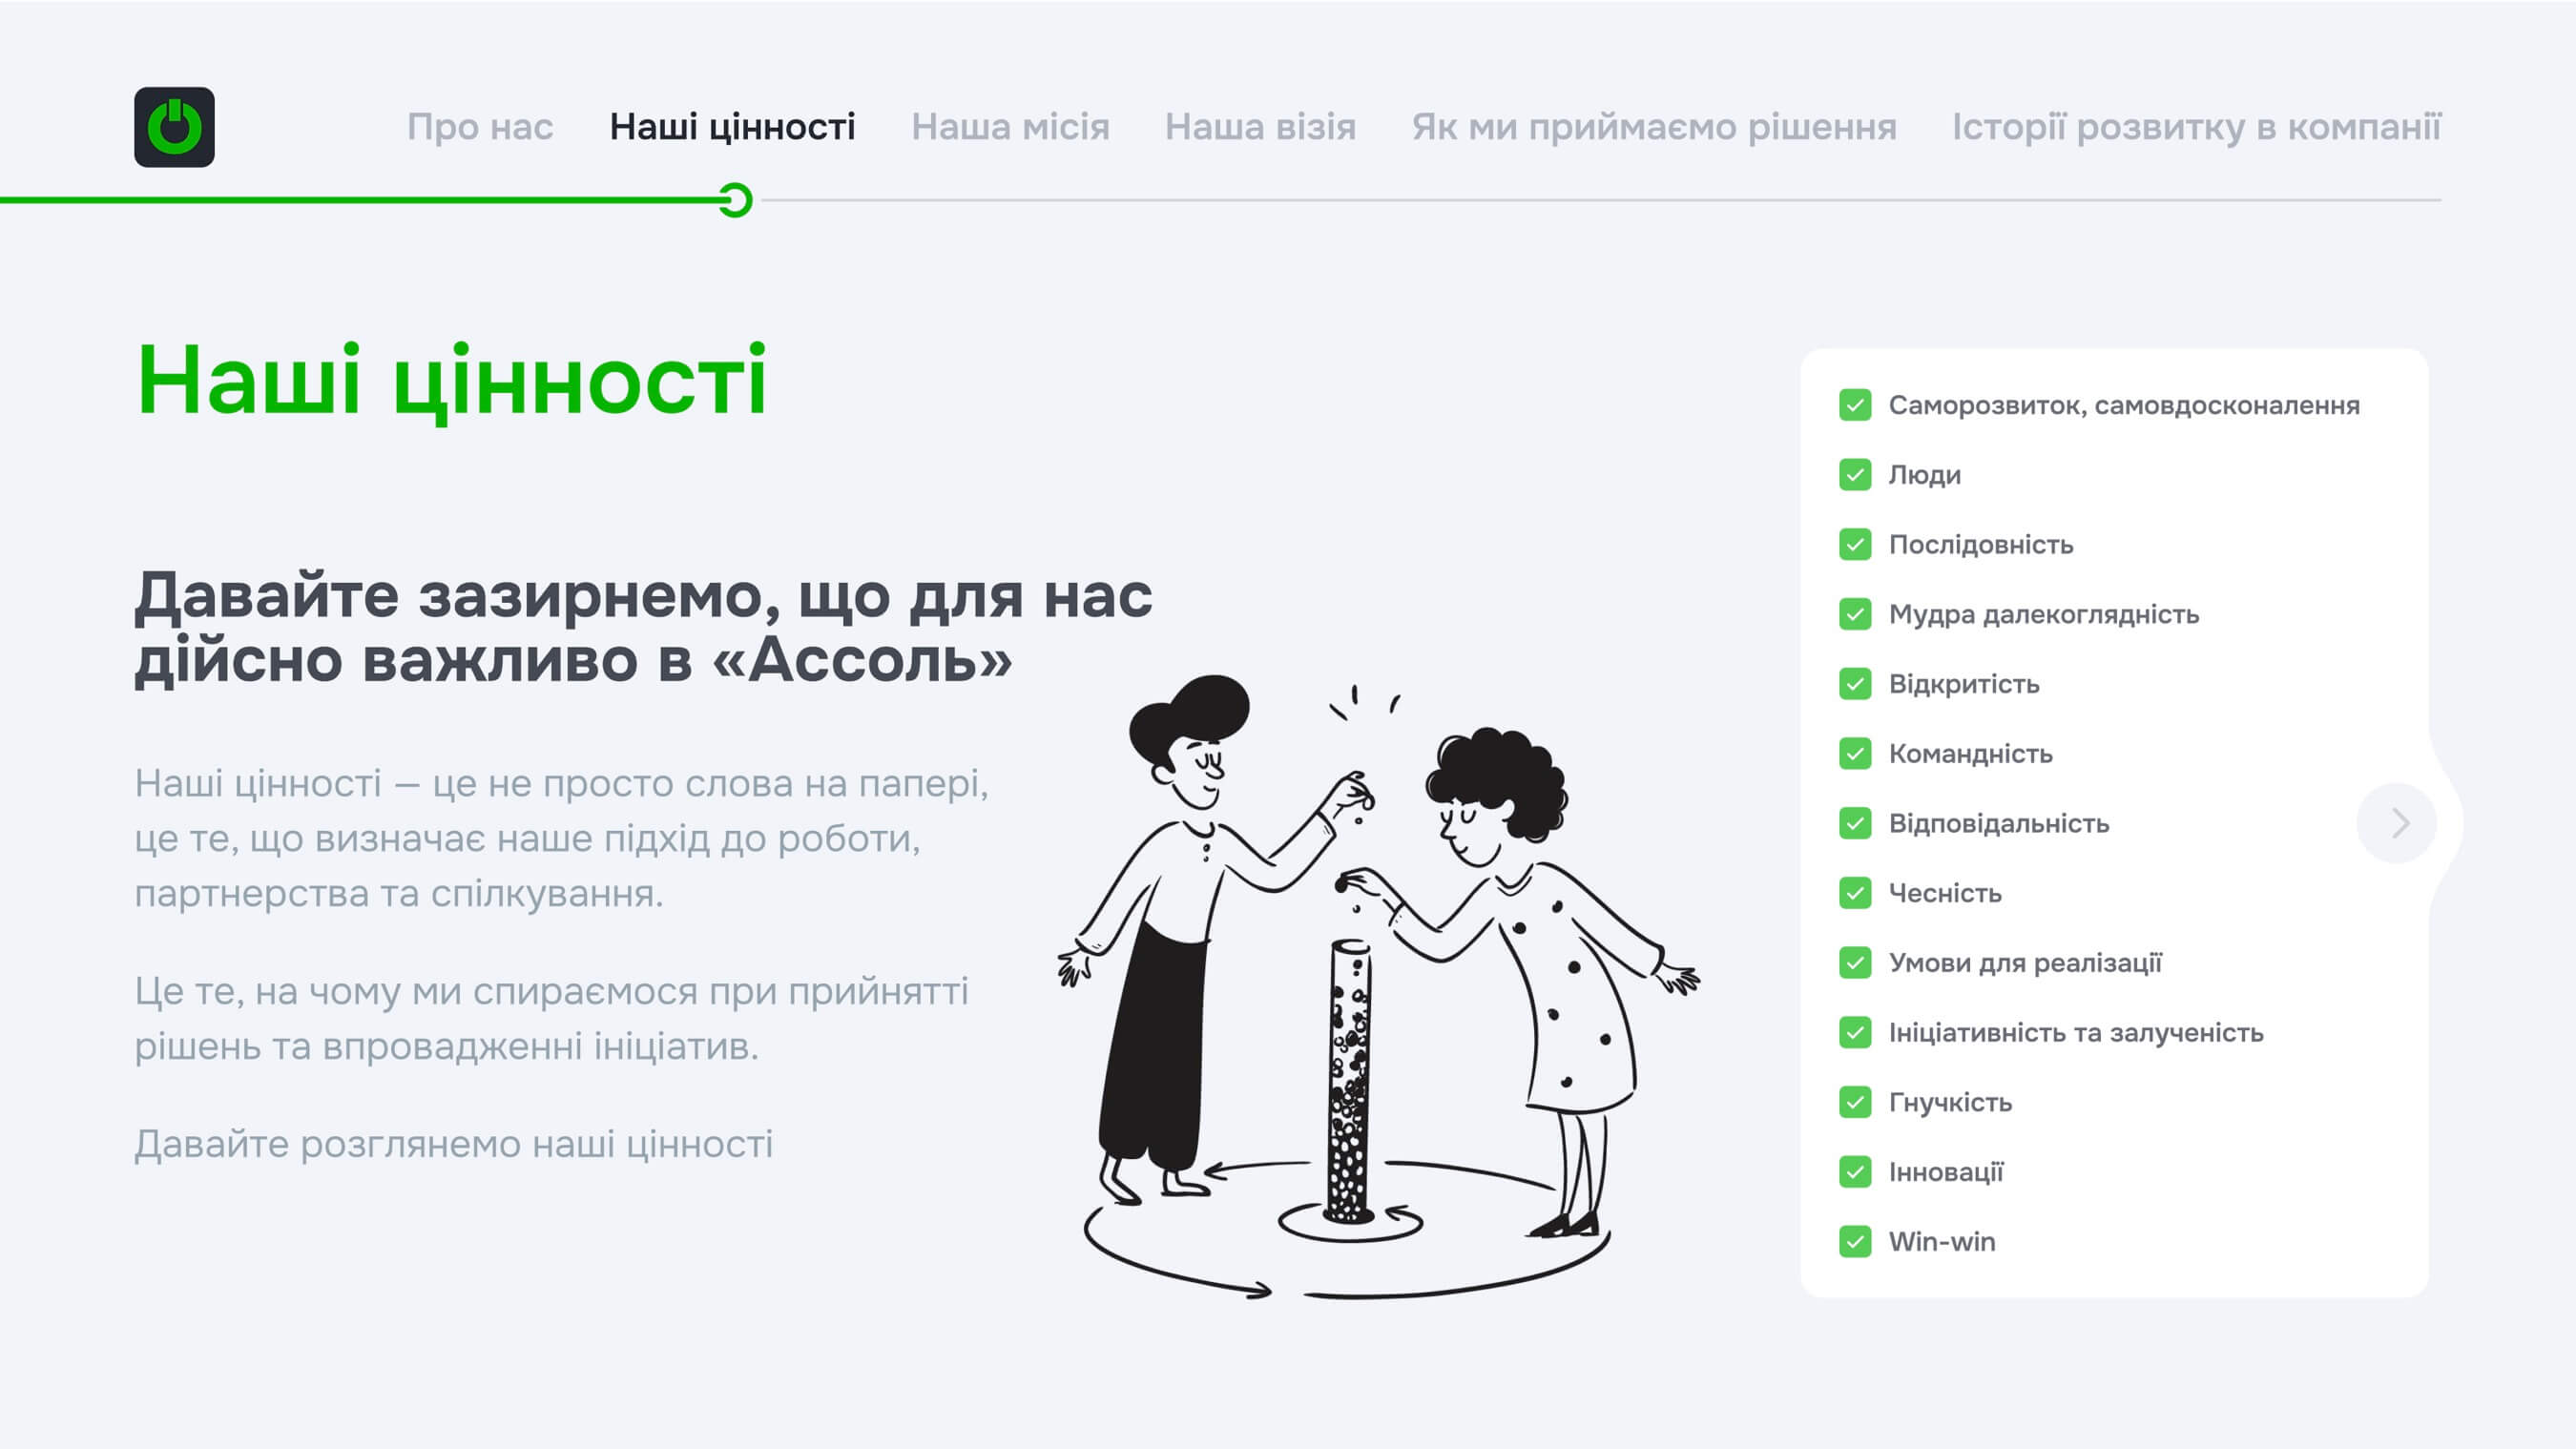 Про нас
Наші цінності
Наша місія
Наша візія
Як ми приймаємо рішення
Історії розвитку в компанії
Наші цінності
Давайте зазирнемо, що для нас
дійсно важливо в «Ассоль»
Наші цінності — це не просто слова на папері,
це те, що визначає наше підхід до роботи,
партнерства та спілкування.
Це те, на чому ми спираємося при прийнятті
рішень та впровадженні ініціатив.
Давайте розглянемо наші цінності
Саморозвиток, самовдосконалення
Люди
Послідовність
Мудра далекоглядність
Відкритість
Командність
Відповідальність
Чесність
Умови для реалізації
Ініціативність та залученість
Гнучкість
Інновації
Win-win